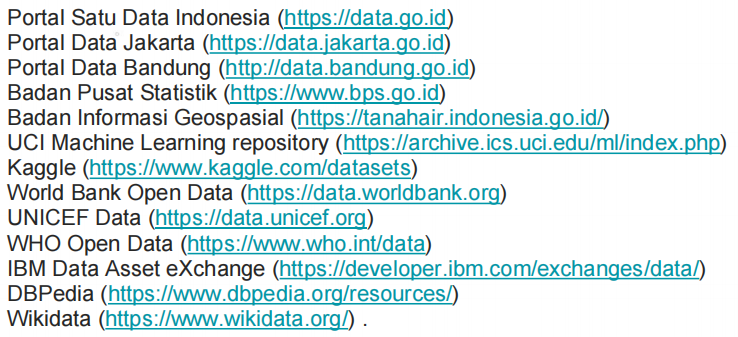 Portal Satu Data Indonesia (https://data.go.id)
Portal Data Jakarta (https://data.jakarta.go.id)
Portal Data Bandung (http://data.bandung.go.id)
Badan Pusat Statistik (https://www.bps.go.id)
Badan Informasi Geospasial (https://tanahair.indonesia.go.id/)
UCI Machine Learning repository (https://archive.ics.uci.edu/ml/index.php)
Kaggle (https://www.kaggle.com/datasets)
World Bank Open Data (https://data.worldbank.org)
UNICEF Data (https://data.unicef.org)
WHO Open Data (https://www.who.int/data)
IBM Data Asset eXchange (https://developer.ibm.com/exchanges/data/)
DBPedia (https://www.dbpedia.org/resources/)
Wikidata (https://www.wikidata.org/) .